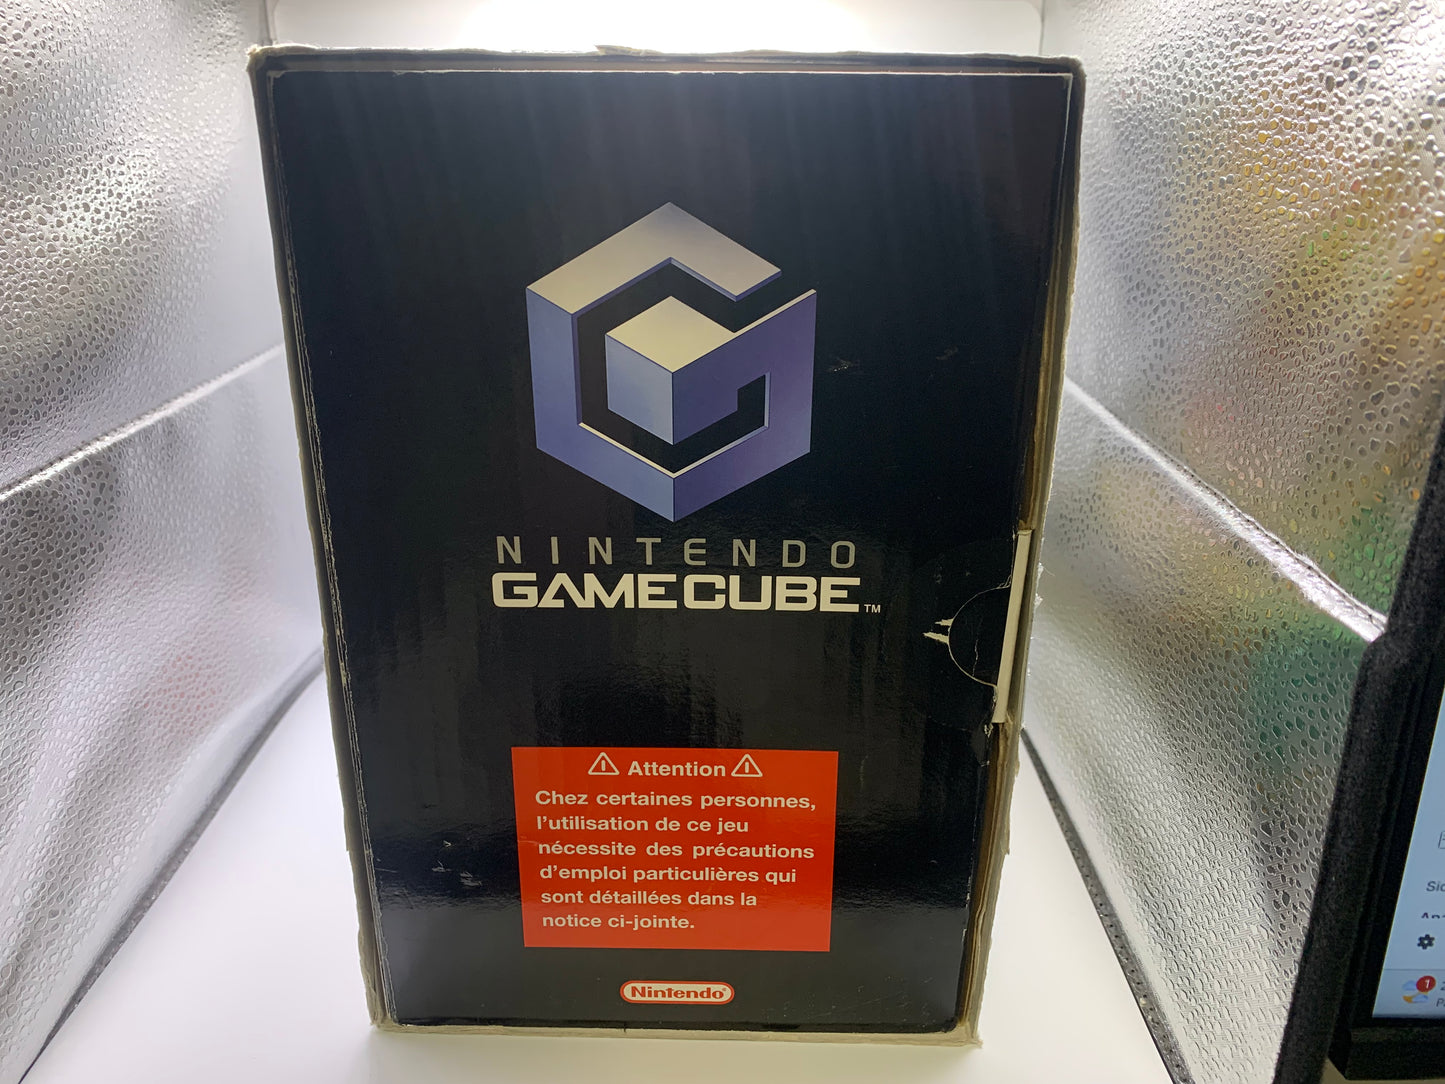 NINTENDO
GAMECUBE™
Attention
Chez certaines personnes,
l'utilisation de ce jeu
nécessite des précautions
d'emploi particulières qui
sont détaillées dans la
notice ci-jointe.
Nintendo®
1